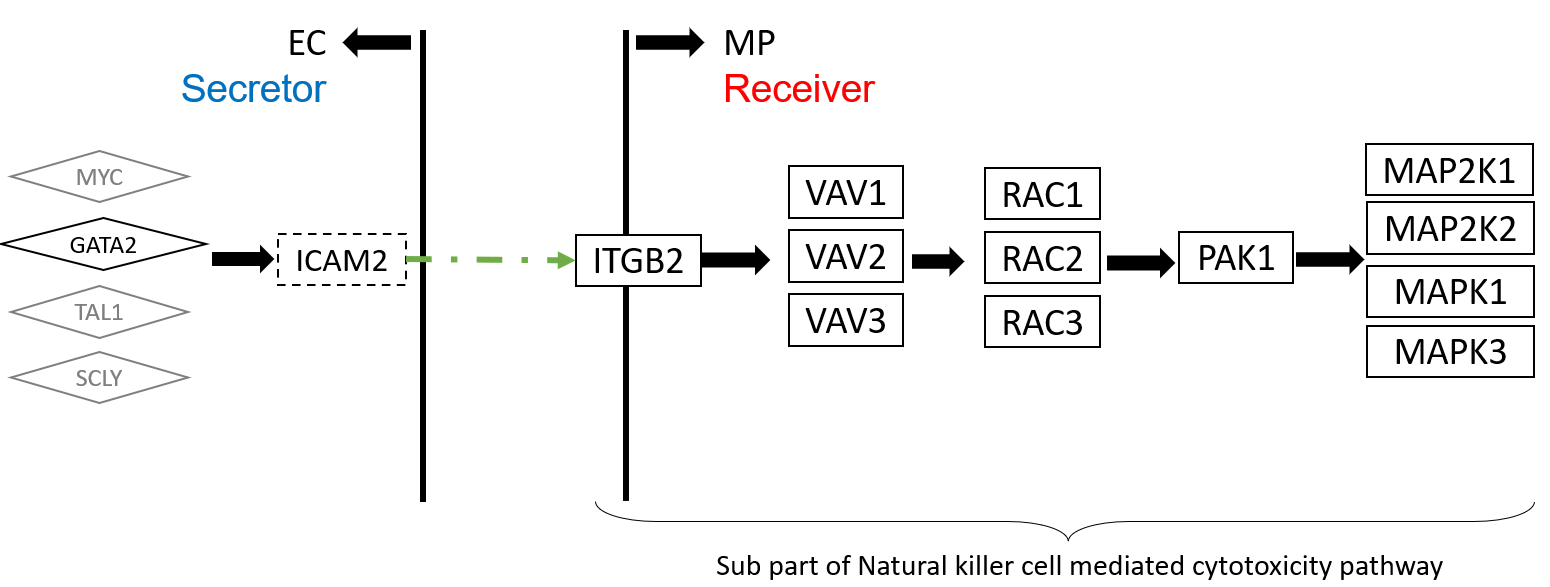 EC
Secretor
MP
Receiver
MYC
GATA2
TAL1
SCLY
ICAM2
ITGB2
VAV1
VAV2
VAV3
RAC1
RAC2
RAC3
PAK1
MAP2K1
MAP2K2
MAPK1
MAPK3
Sub part of Natural killer cell mediated cytotoxicity pathway